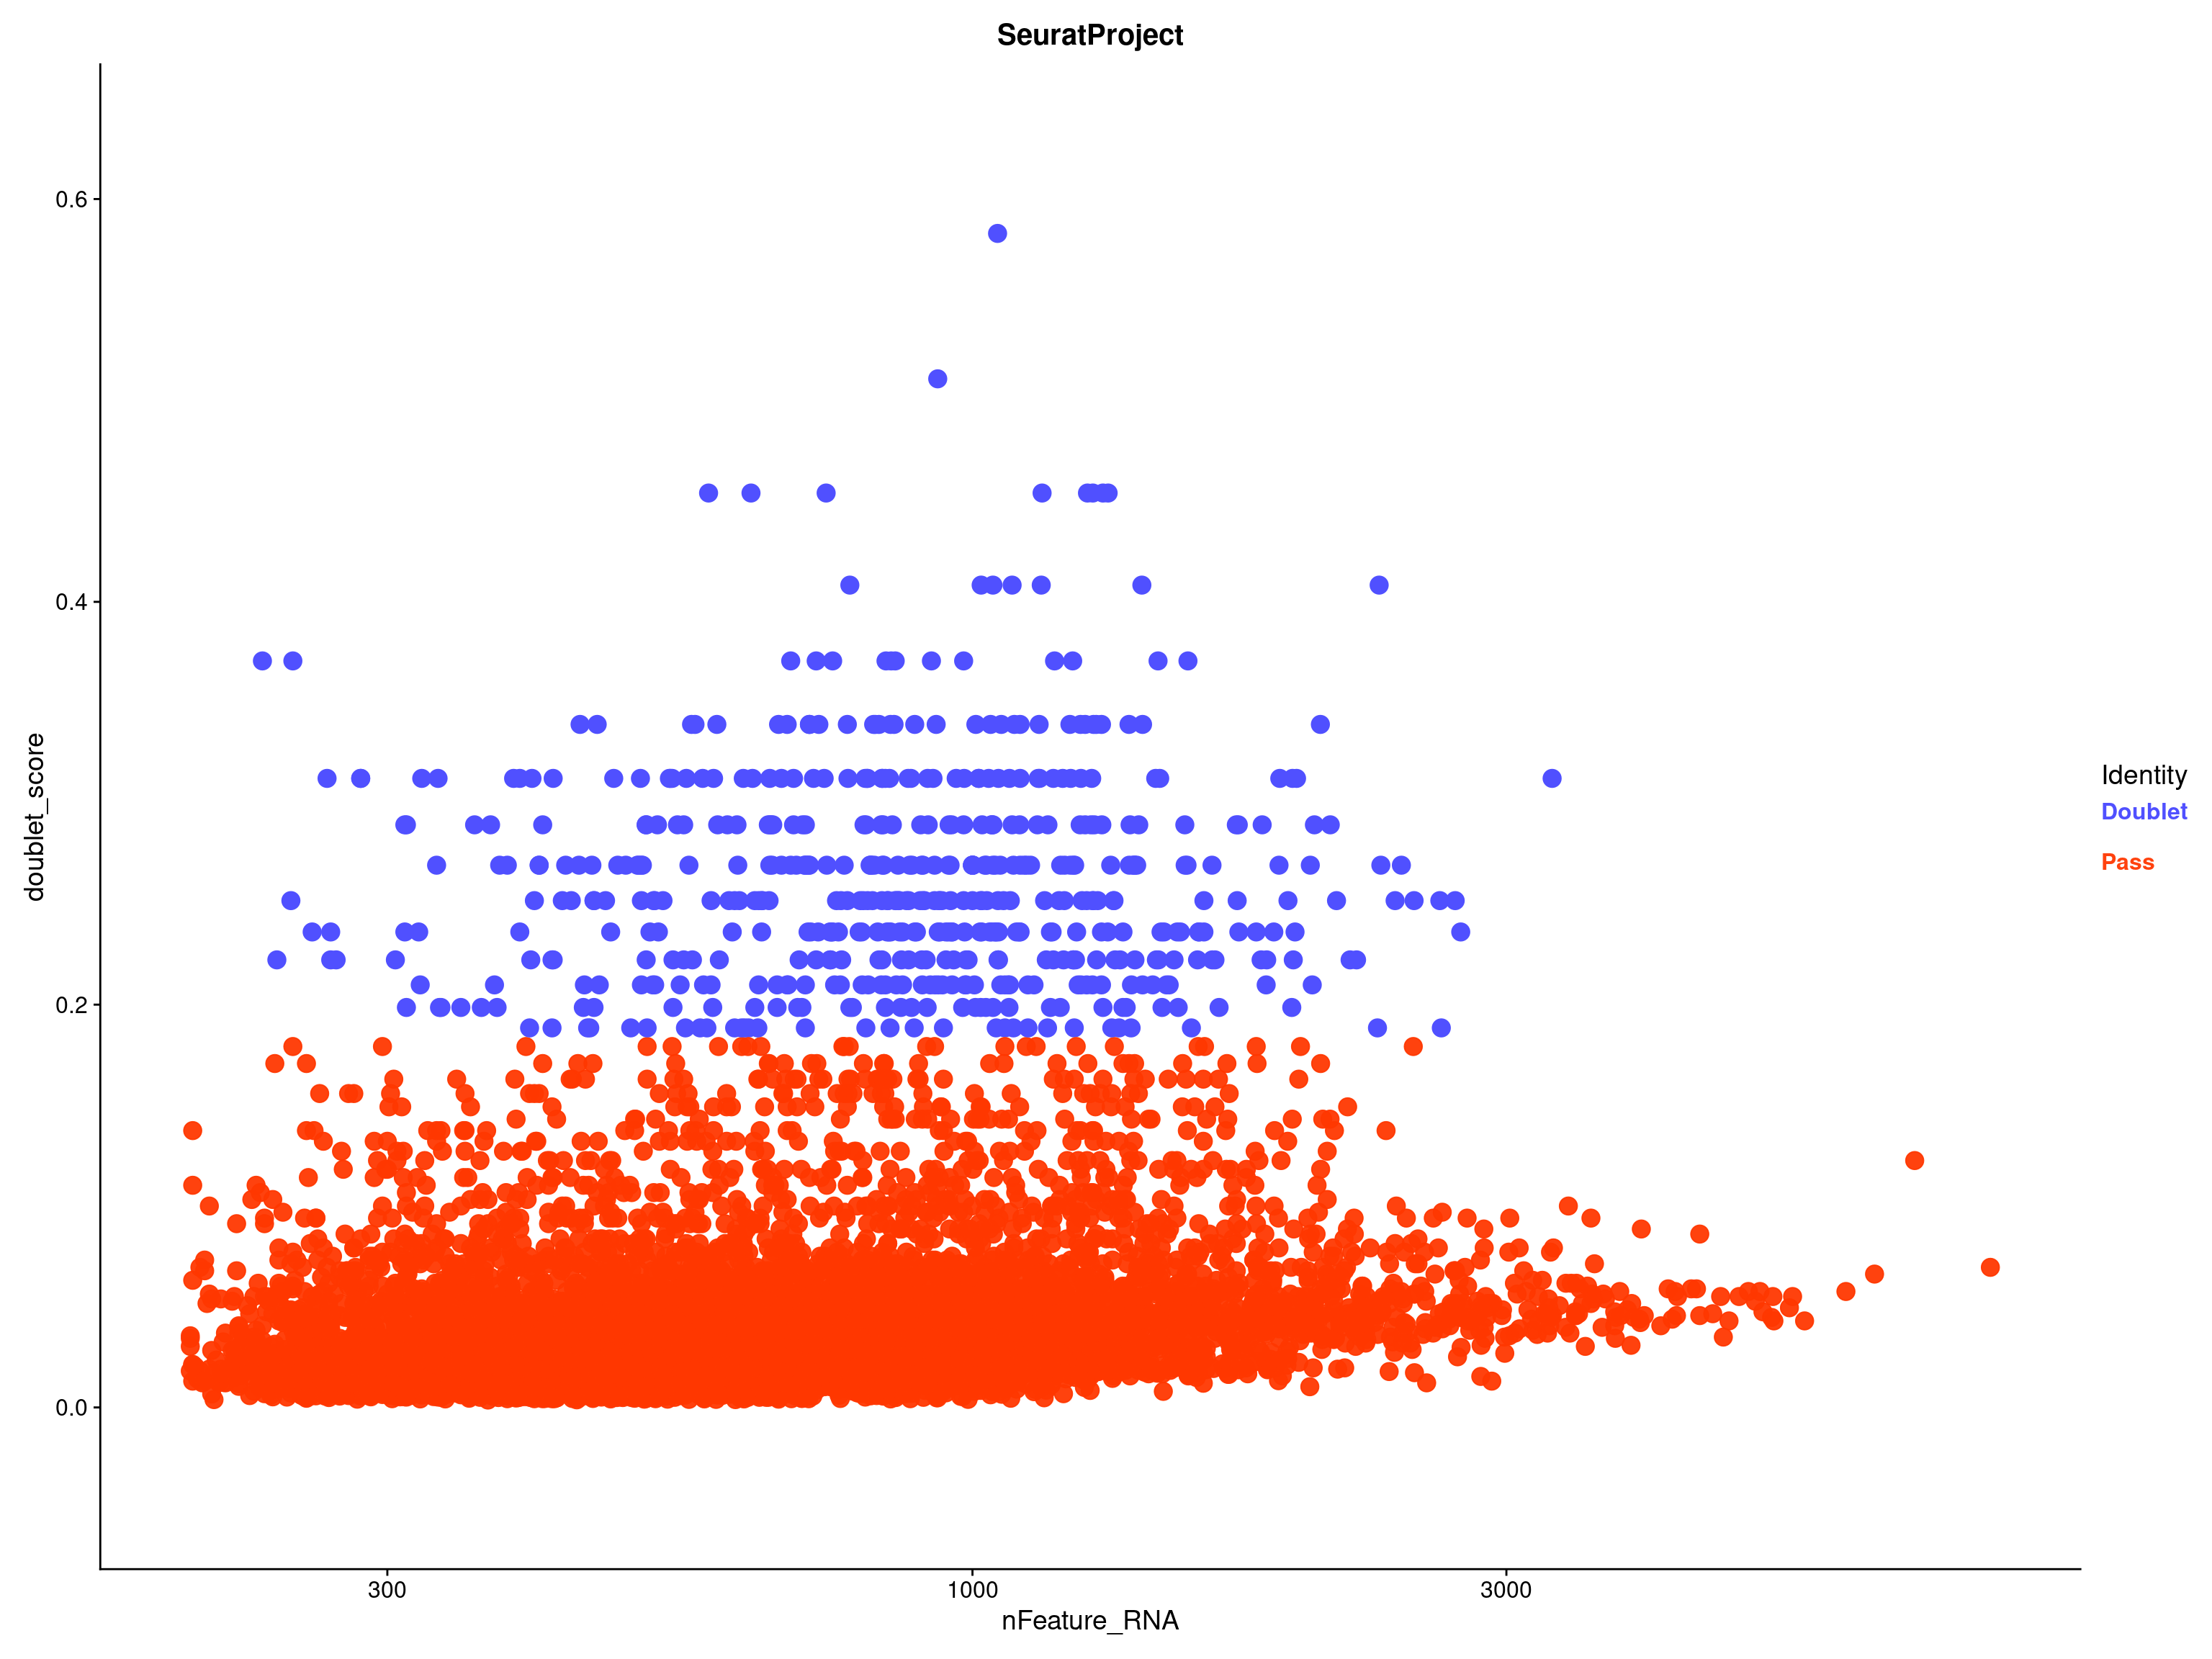 SeuratProject
0.6
0.4
0.2
0.0
doublet_score
300
1000
3000
nFeature_RNA
Identity
Doublet
Pass